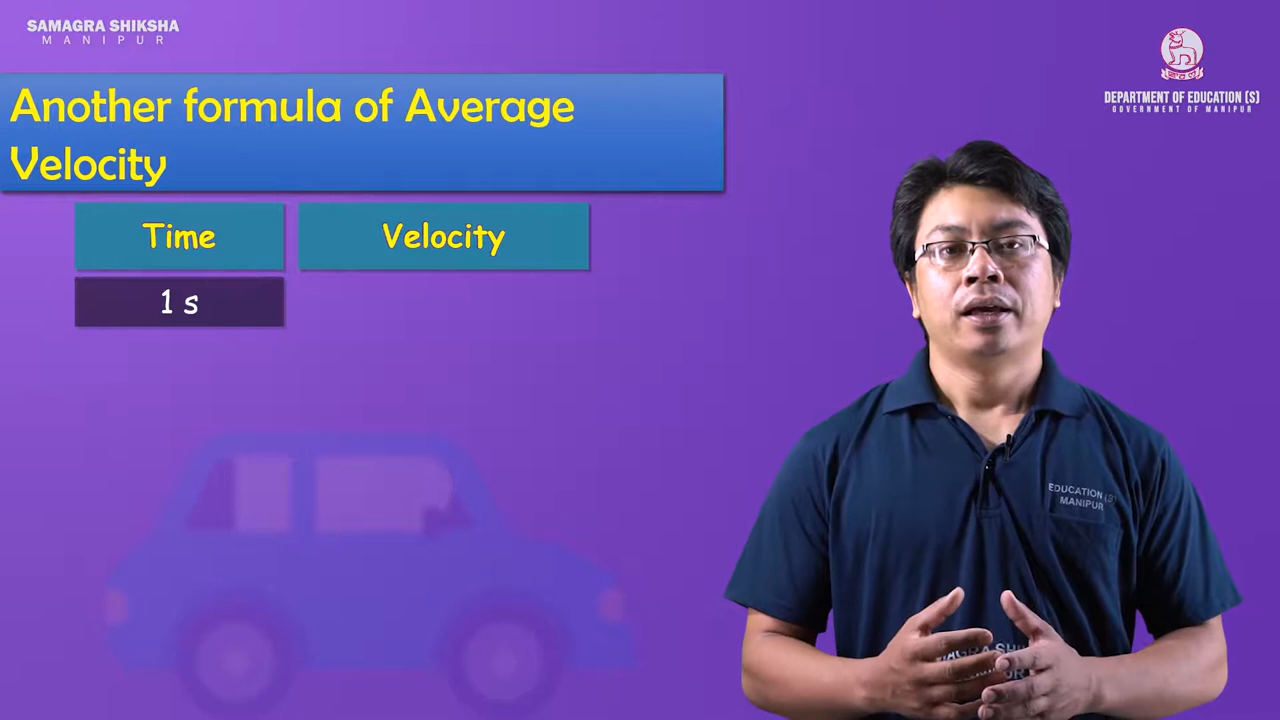 SAMAGRA SHIKSHA
MANIPUR
DEPARTMENT OF EDUCATION (S)
GOVERNMENT OF MANIPUR
Another formula of Average
Velocity
Time
Velocity
1 s
EDUCATION (S)
MANIPUR